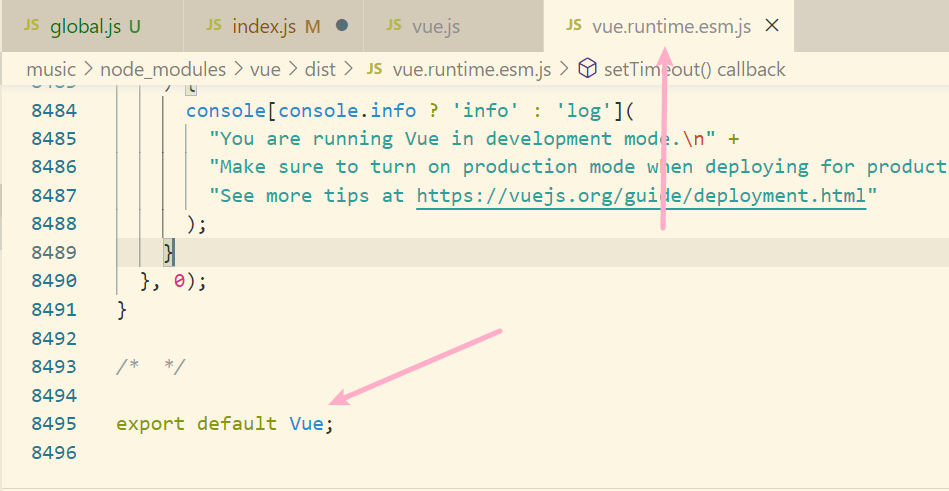 JS global.js U JS index.js M JS vue.js JS vue.runtime.esm.js
music > node_modules > vue > dist > JS vue.runtime.esm.js > setTimeout() callback
8484 console[console.info ? 'info' : 'log'](
8485 "You are running Vue in development mode.\n" +
8486 "Make sure to turn on production mode when deploying for product
8487 "See more tips at https://vuejs.org/guide/deployment.html"
8488 );
8489 }
8490 }, 0);
8491 }
8492
8493 /* */
8494
8495 export default Vue;
8496